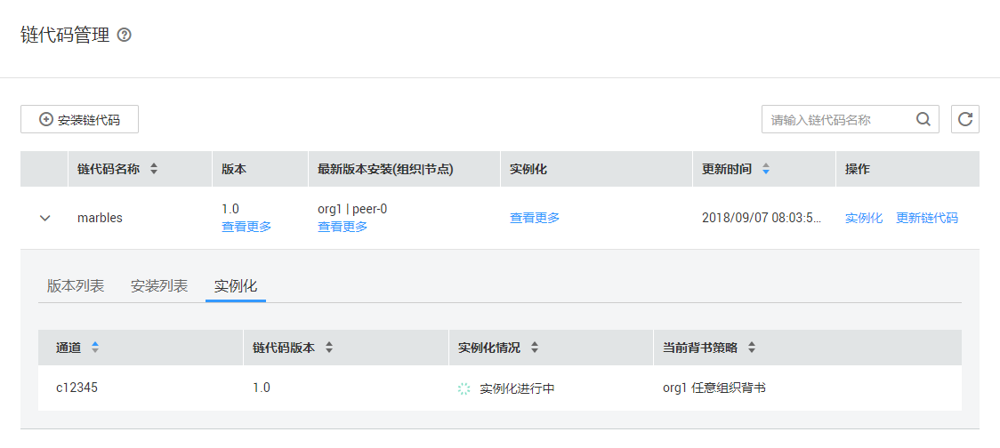 链代码管理
安装链代码
请输入链代码名称
链代码名称 版本 最新版本安装(组织|节点) 实例化 更新时间 操作
marbles 1.0 org1 | peer-0 查看更多 2018/09/07 08:03:5... 实例化 更新链代码
查看更多 查看更多
版本列表 安装列表 实例化
通道 链代码版本 实例化情况 当前背书策略
c12345 1.0 实例化进行中 org1 任意组织背书